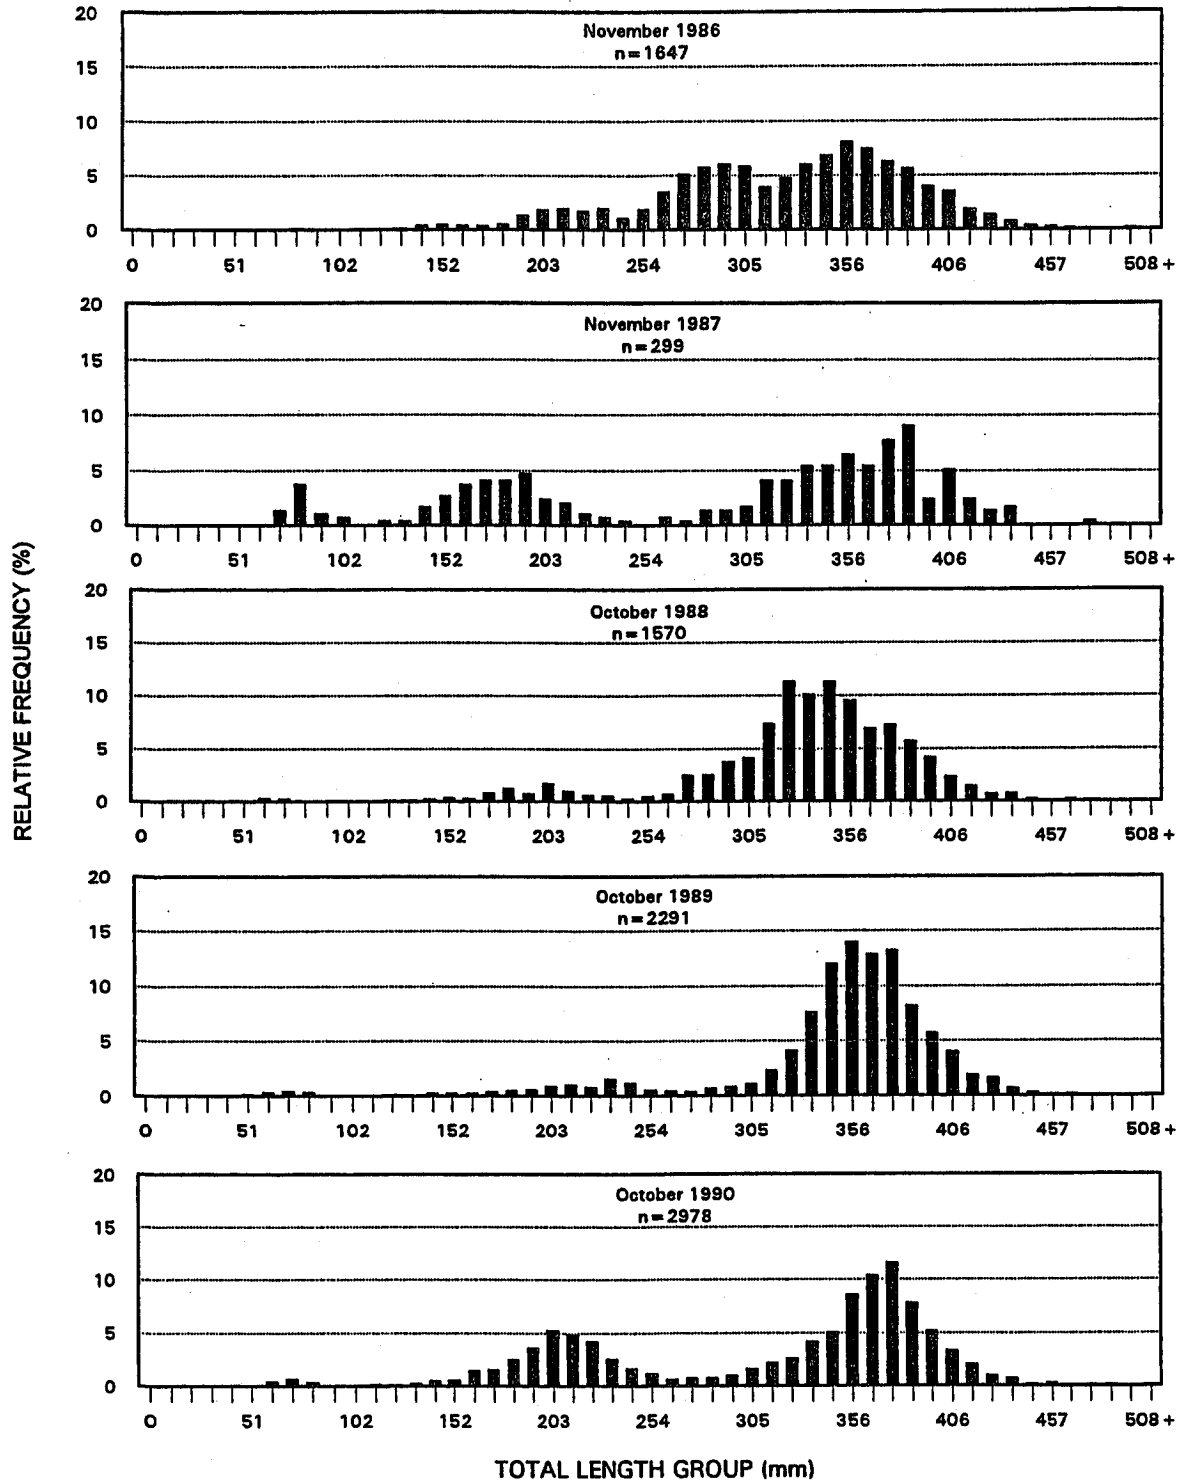 20
November 1986
n=1647
15
10
5
0
0 51 102 152 203 254 305 356 406 457 508+
20
November 1987
n=299
15
10
5
0
0 51 102 152 203 254 305 356 406 457 508+
RELATIVE FREQUENCY (%)
20
October 1988
n=1570
15
10
5
0
0 51 102 152 203 254 305 356 406 457 508+
20
October 1989
n=2291
15
10
5
0
0 51 102 152 203 254 305 356 406 457 508+
20
October 1990
n=2978
15
10
5
0
0 51 102 152 203 254 305 356 406 457 508+
TOTAL LENGTH GROUP (mm)